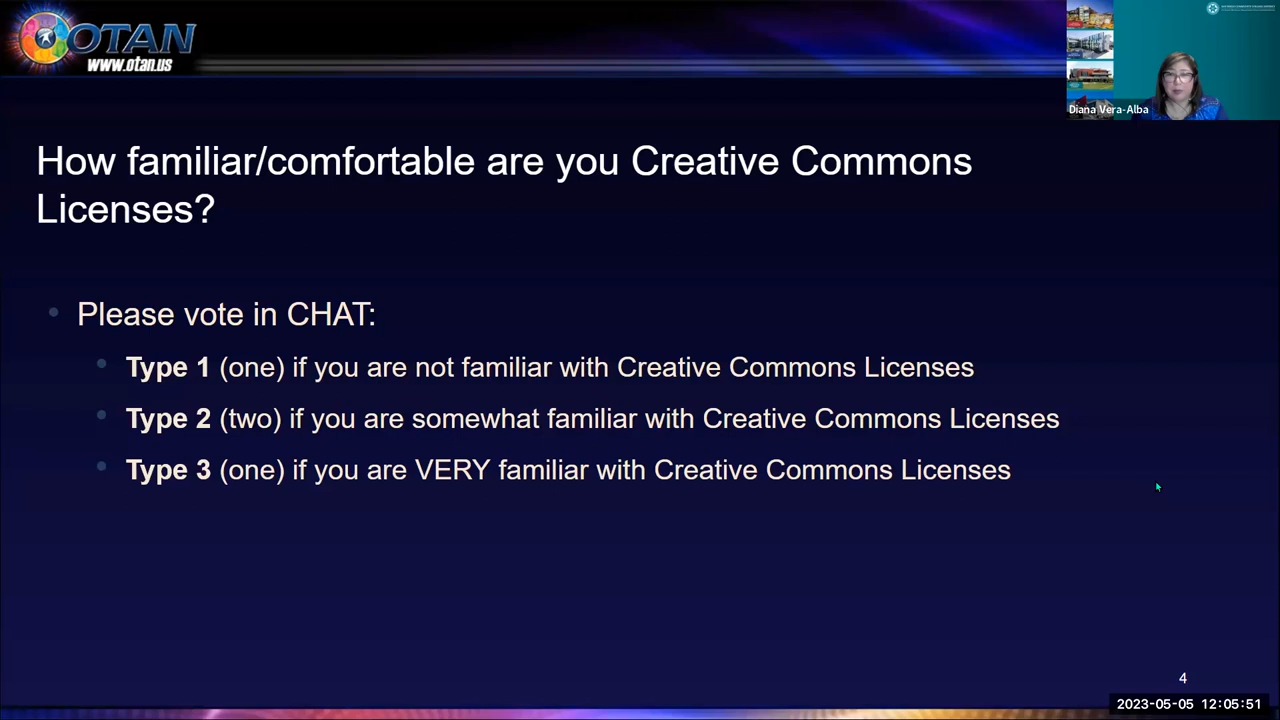 OTAN
www.otan.us
Diana Vera-Alba
How familiar/comfortable are you Creative Commons
Licenses?
Please vote in CHAT:
Type 1 (one) if you are not familiar with Creative Commons Licenses
Type 2 (two) if you are somewhat familiar with Creative Commons Licenses
Type 3 (one) if you are VERY familiar with Creative Commons Licenses
4
2023-05-05 12:05:51